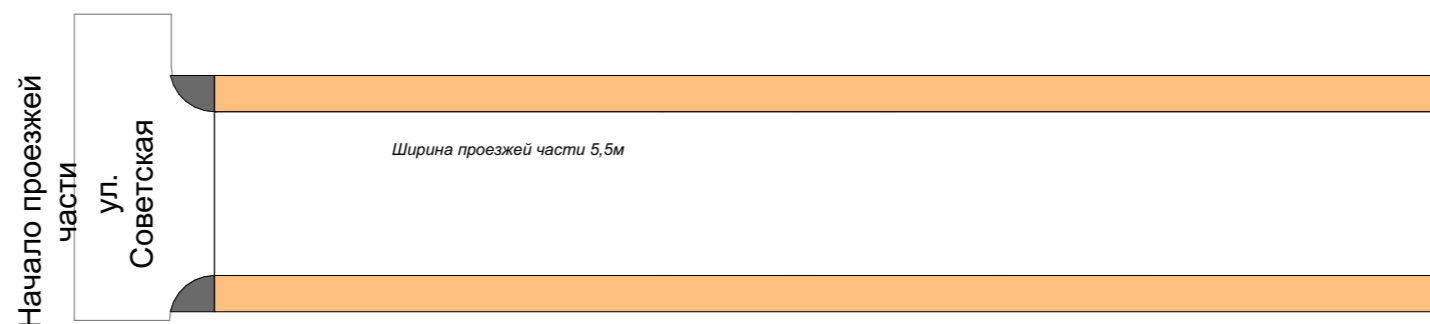 Начало проезжей
части
ул.
Советская
Ширина проезжей части 5,5м